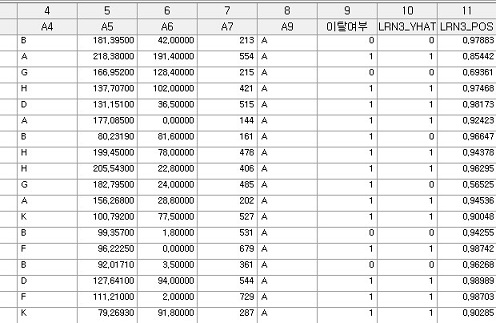 4 5 6 7 8 9 10 11
A4 A5 A6 A7 A9 이탈여부 LRN3_YHAT LRN3_POS
B 181,39500 42,00000 213 A 0 0 0,97883
A 218,38000 191,40000 554 A 1 1 0,85442
G 166,95200 128,40000 215 A 0 0 0,69361
H 137,70700 102,00000 421 A 1 1 0,97468
D 131,15100 36,50000 515 A 1 1 0,98173
A 177,08500 0,00000 144 A 1 1 0,92423
B 80,23190 81,60000 161 A 1 0 0,96647
H 199,45000 78,00000 478 A 1 1 0,94378
H 205,54300 22,80000 406 A 1 1 0,96295
G 182,79500 24,00000 485 A 1 0 0,56525
A 156,26800 28,80000 202 A 1 1 0,94536
K 100,79200 77,50000 527 A 1 1 0,90048
B 99,35700 1,80000 531 A 0 0 0,94255
F 96,22250 0,00000 679 A 1 1 0,98742
B 92,01710 3,50000 361 A 0 0 0,96268
D 127,64100 94,00000 544 A 1 1 0,98989
F 111,21000 2,00000 729 A 1 1 0,98703
K 79,26930 91,80000 287 A 1 1 0,90285